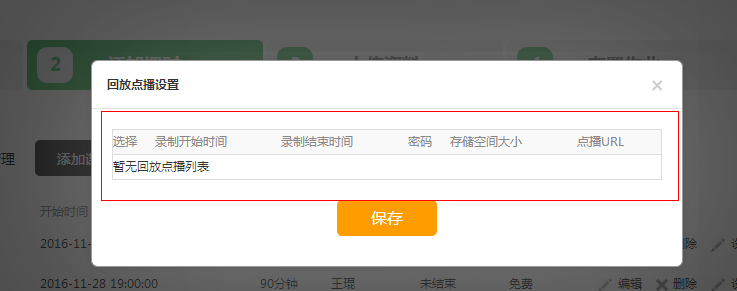 2
回放点播设置
×
选择 录制开始时间 录制结束时间 密码 存储空间大小 点播URL
暂无回放点播列表
保存
开始时间
2016-11-
删除
2016-11-28 19:00:00 90分钟 王琨 未结束 免费 编辑 删除